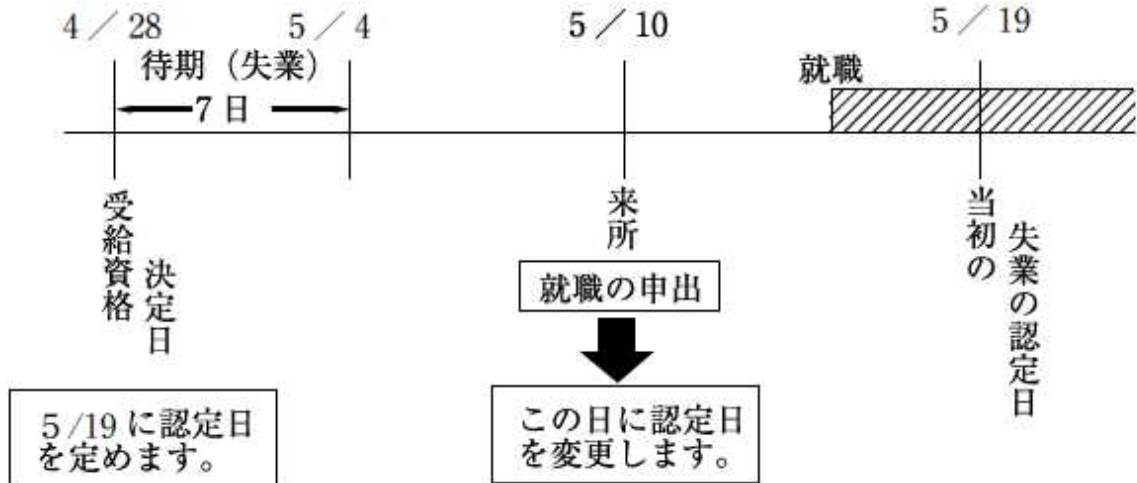 4／28
5／4
5／10
5／19
待期（失業）
7日
就職
受給資格
決定日
来所
当初の
失業の認定日
就職の申出
5/19に認定日
を定めます。
この日に認定日
を変更します。